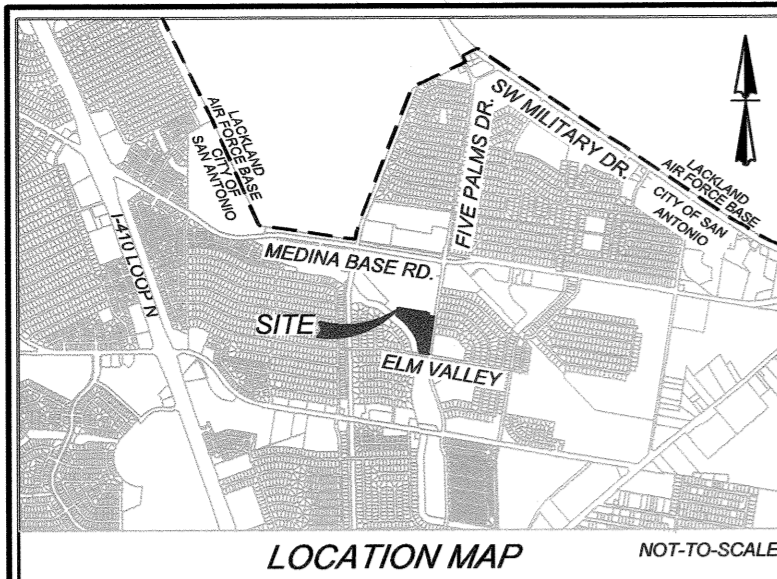 LACKLAND
AIR FORCE BASE
CITY OF
SAN ANTONIO
SW MILITARY DR.
FIVE PALMS DR.
LACKLAND
AIR FORCE BASE
CITY OF SAN
ANTONIO
I-410 LOOP N
MEDINA BASE RD.
SITE
ELM VALLEY
LOCATION MAP
NOT-TO-SCALE